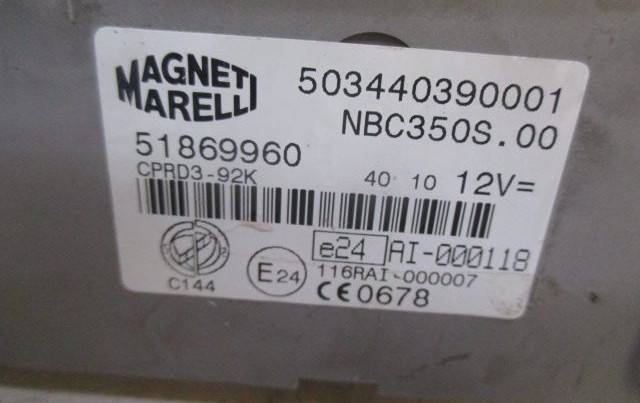 MAGNETI MARELLI
503440390001
NBC350S.00
51869960
CPRD3-92K
40 10 12V=
e24 AI-000118
E24 116RAI-000007
C144
CE0678